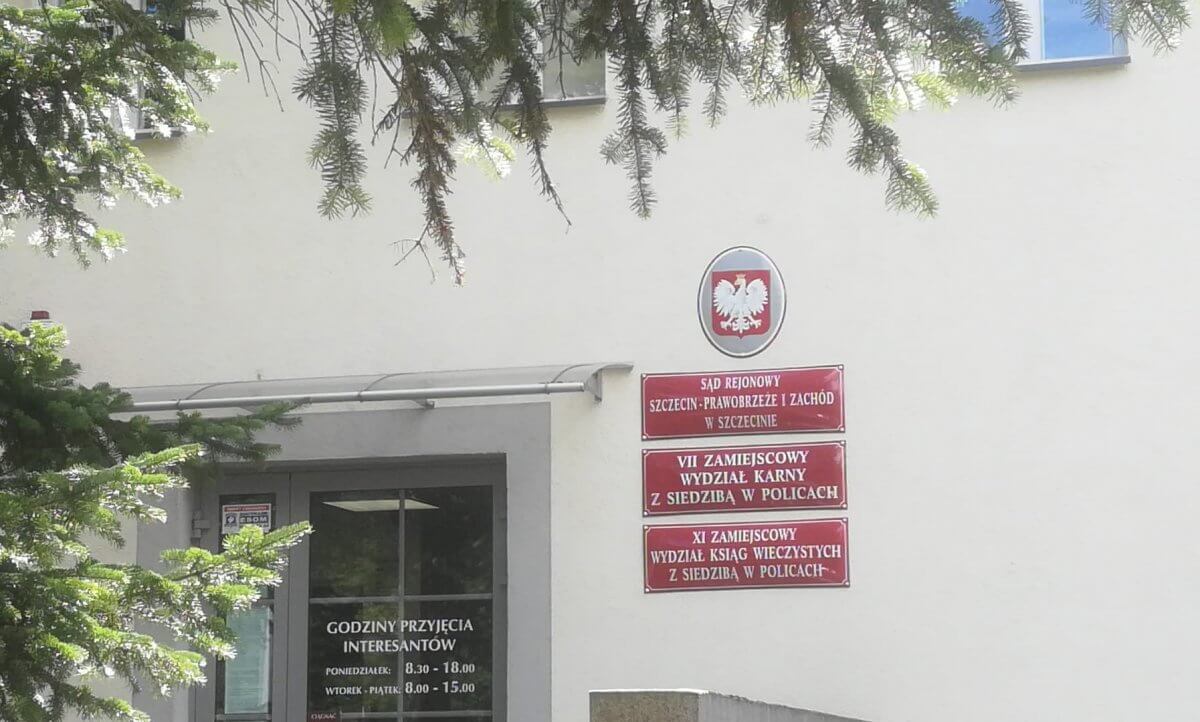 SĄD REJONOWY
SZCZECIN - PRAWOBRZEŻE I ZACHÓD
W SZCZECINIE
VII ZAMIEJSCOWY
WYDZIAŁ KARNY
Z SIEDZIBĄ W POLICACH
XI ZAMIEJSCOWY
WYDZIAŁ KSIĄG WIECZYSTYCH
Z SIEDZIBĄ W POLICACH
GODZINY PRZYJĘCIA
INTERESANTÓW
PONIEDZIAŁEK: 8.30 - 18.00
WTOREK - PIĄTEK: 8.00 - 15.00
CIĄGNĄĆ